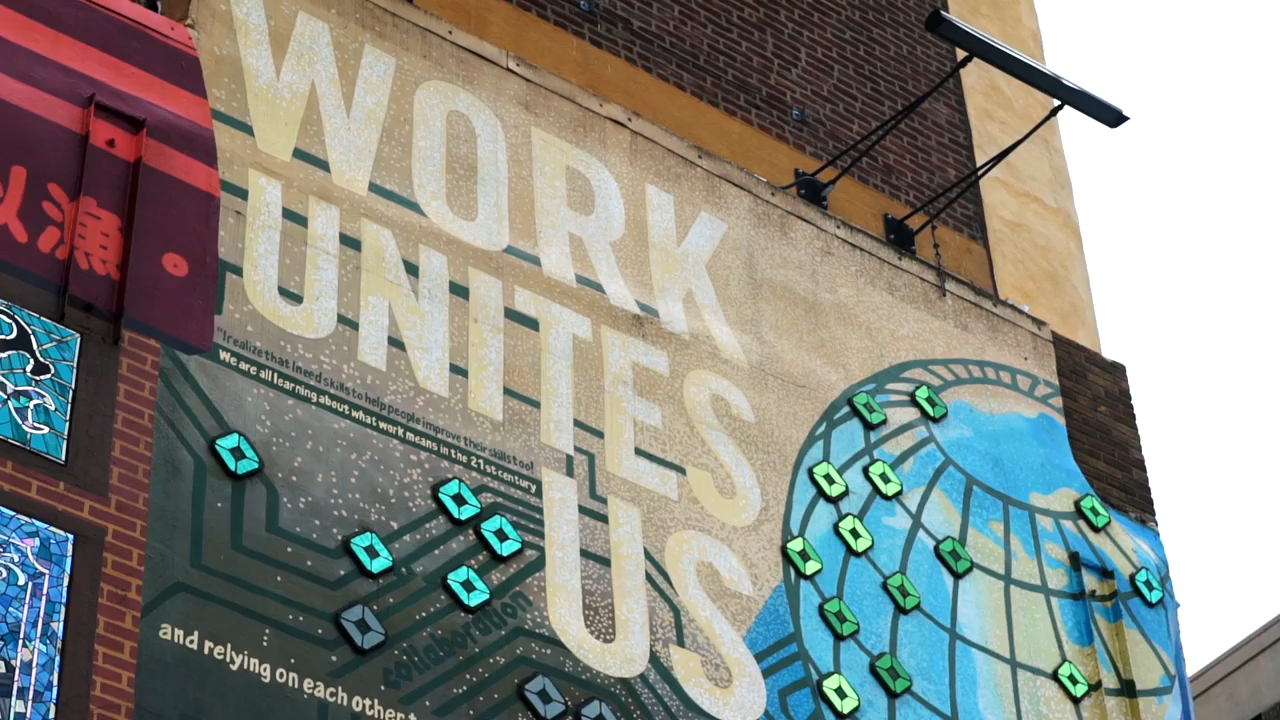 WORK
UNITES
US
"I realize that I need skills to help people improve their skills too!
We are all learning about what work means in the 21st century
collaboration
and relying on each other
漁